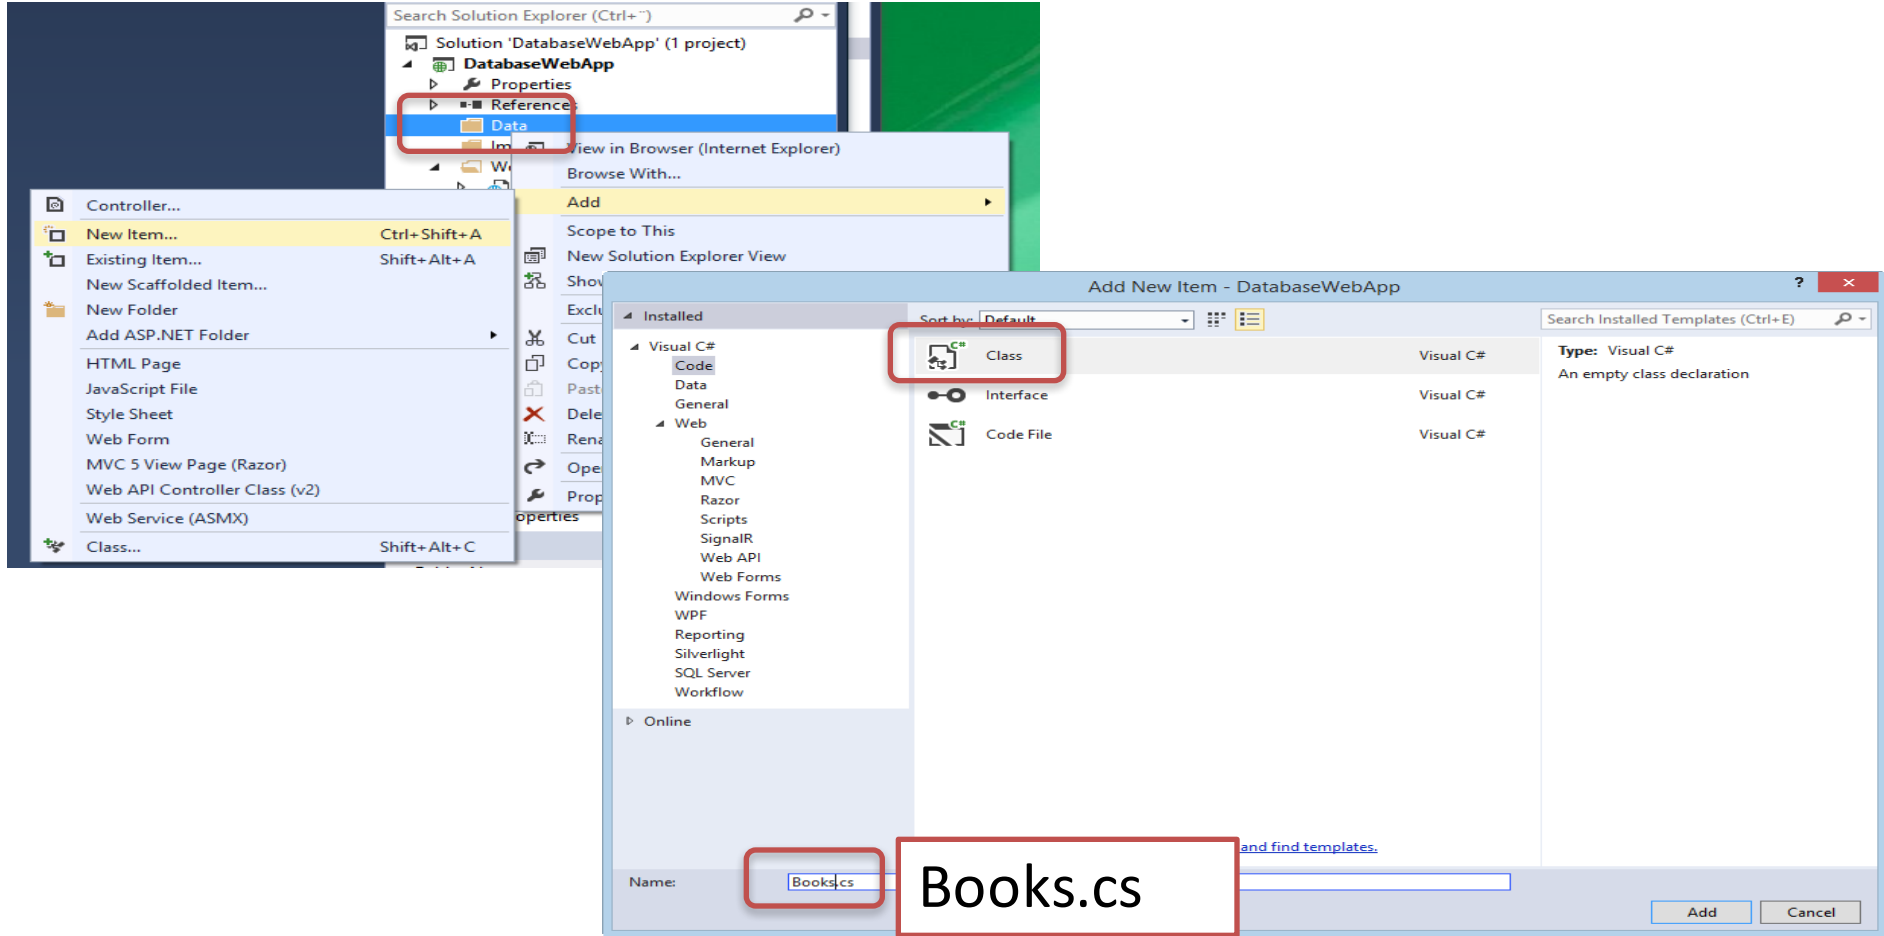 Search Solution Explorer (Ctrl+¨)
Solution 'DatabaseWebApp' (1 project)
DatabaseWebApp
Properties
References
Data
View in Browser (Internet Explorer)
Browse With...
Add
Scope to This
New Solution Explorer View
Cut
Controller...
New Item... Ctrl+Shift+A
Existing Item... Shift+Alt+A
New Scaffolded Item...
New Folder
Add ASP.NET Folder
HTML Page
JavaScript File
Style Sheet
Web Form
MVC 5 View Page (Razor)
Web API Controller Class (v2)
Web Service (ASMX)
Class... Shift+Alt+C
Add New Item - DatabaseWebApp
Installed
Visual C#
Code
Data
General
Web
General
Markup
MVC
Razor
Scripts
SignalR
Web API
Web Forms
Windows Forms
WPF
Reporting
Silverlight
SQL Server
Workflow
Online
Sort by: Default
Class Visual C#
Interface Visual C#
Code File Visual C#
Search Installed Templates (Ctrl+E)
Type: Visual C#
An empty class declaration
and find templates.
Name: Books.cs
Books.cs
Add Cancel